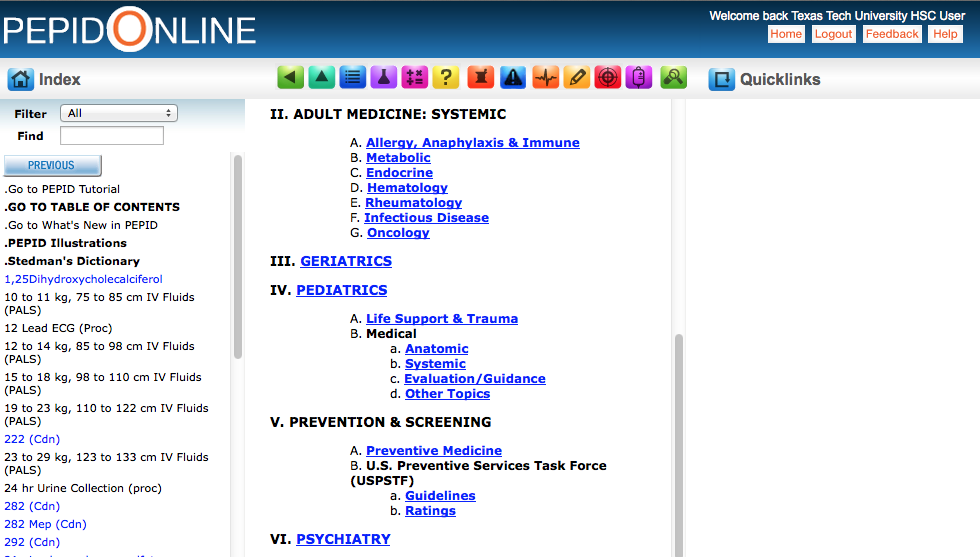 PEPIDONLINE
Welcome back Texas Tech University HSC User
Home Logout Feedback Help
Index
?
Quicklinks
Filter All
Find
PREVIOUS
.Go to PEPID Tutorial
.GO TO TABLE OF CONTENTS
.Go to What's New in PEPID
.PEPID Illustrations
.Stedman's Dictionary
1,25Dihydroxycholecalciferol
10 to 11 kg, 75 to 85 cm IV Fluids
(PALS)
12 Lead ECG (Proc)
12 to 14 kg, 85 to 98 cm IV Fluids
(PALS)
15 to 18 kg, 98 to 110 cm IV Fluids
(PALS)
19 to 23 kg, 110 to 122 cm IV Fluids
(PALS)
222 (Cdn)
23 to 29 kg, 123 to 133 cm IV Fluids
(PALS)
24 hr Urine Collection (proc)
282 (Cdn)
282 Mep (Cdn)
292 (Cdn)
II. ADULT MEDICINE: SYSTEMIC
A. Allergy, Anaphylaxis & Immune
B. Metabolic
C. Endocrine
D. Hematology
E. Rheumatology
F. Infectious Disease
G. Oncology
III. GERIATRICS
IV. PEDIATRICS
A. Life Support & Trauma
B. Medical
a. Anatomic
b. Systemic
c. Evaluation/Guidance
d. Other Topics
V. PREVENTION & SCREENING
A. Preventive Medicine
B. U.S. Preventive Services Task Force
(USPSTF)
a. Guidelines
b. Ratings
VI. PSYCHIATRY